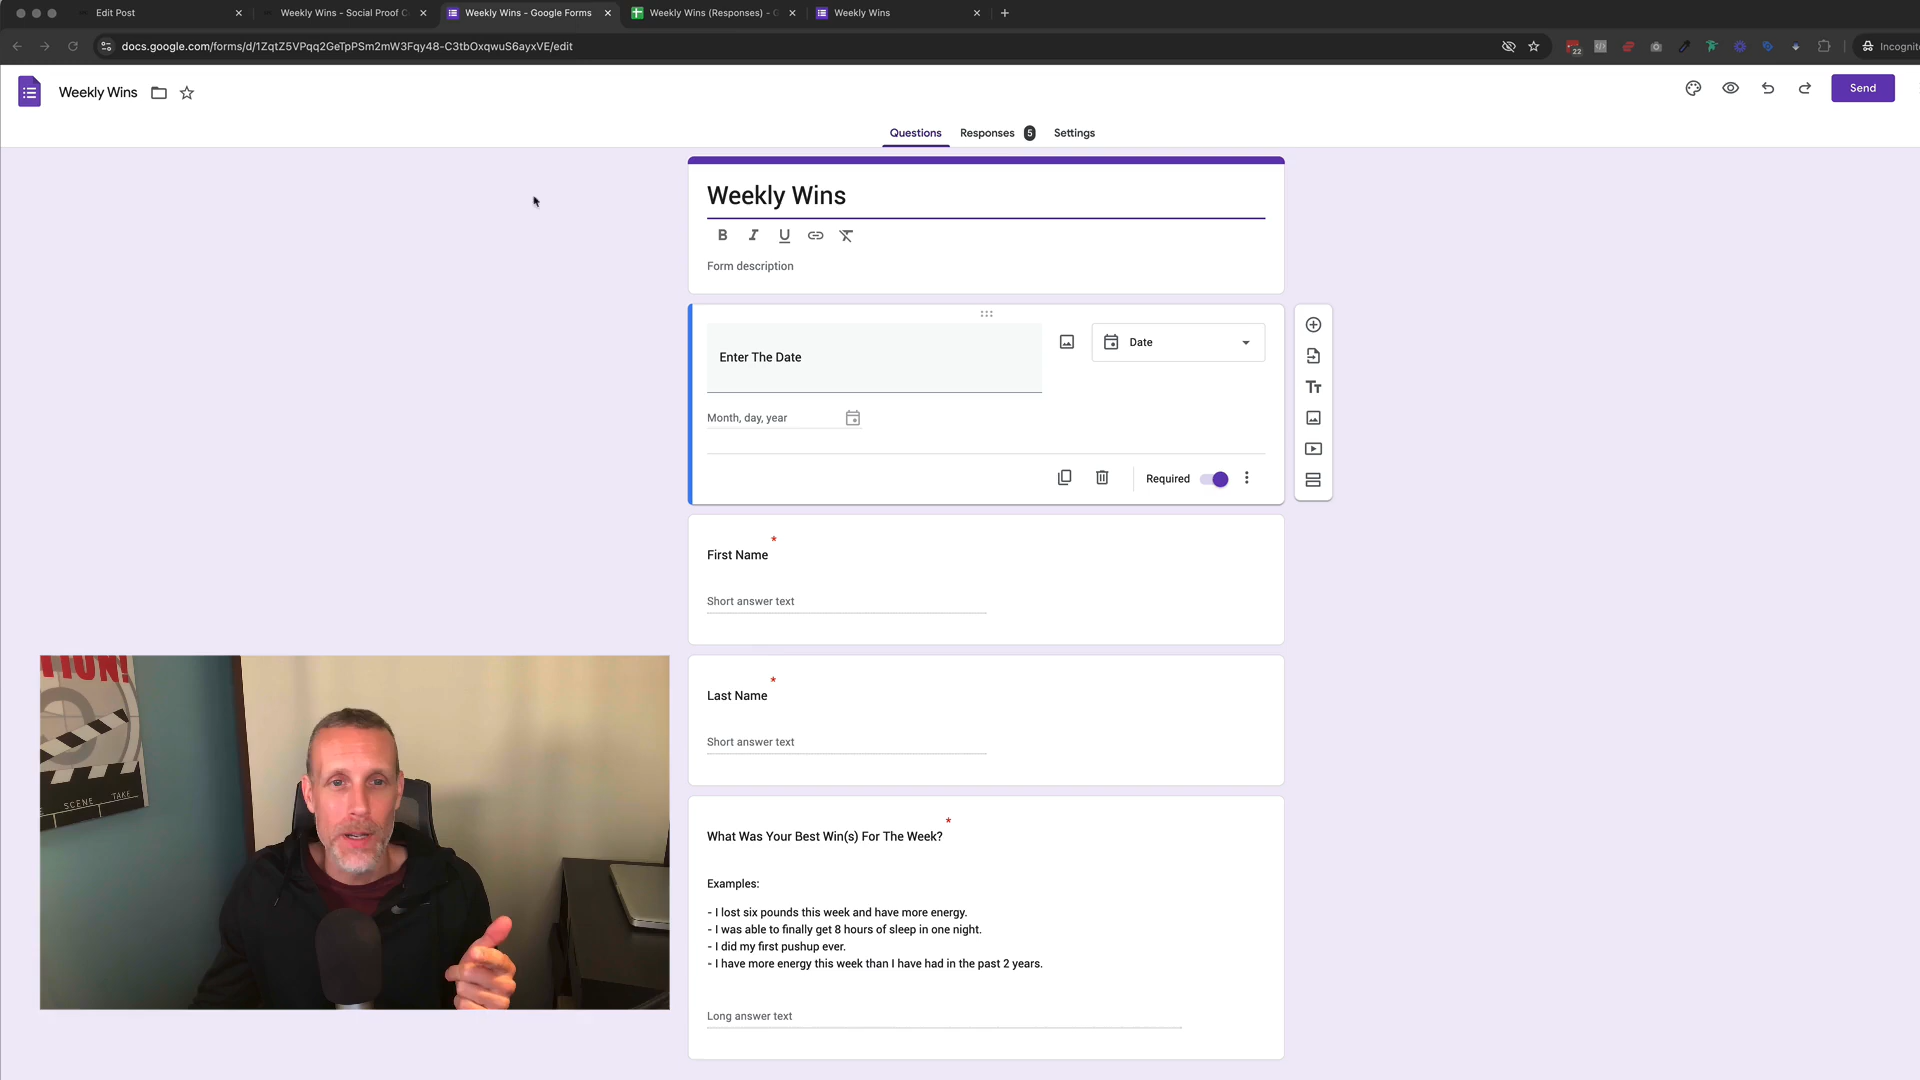 Edit Post
Weekly Wins - Social Proof C
Weekly Wins - Google Forms
Weekly Wins (Responses) - G
Weekly Wins
docs.google.com/forms/d/1ZqtZ5VPqq2GeTpPSm2mW3Fqy48-C3tbOxqwuS6ayxVE/edit
22
Incognito
Weekly Wins
Send
Questions
Responses 5
Settings
Weekly Wins
B I U
Form description
Enter The Date
Date
Month, day, year
Required
Tt
First Name *
Short answer text
Last Name *
Short answer text
What Was Your Best Win(s) For The Week? *
Examples:
- I lost six pounds this week and have more energy.
- I was able to finally get 8 hours of sleep in one night.
- I did my first pushup ever.
- I have more energy this week than I have had in the past 2 years.
Long answer text
TION!
SCENE TAKE